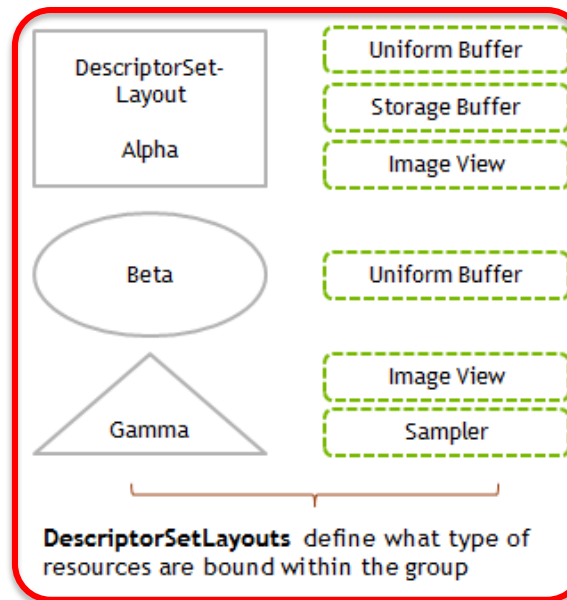 DescriptorSet-
Layout
Alpha
Uniform Buffer
Storage Buffer
Image View
Beta
Uniform Buffer
Gamma
Image View
Sampler
DescriptorSetLayouts define what type of
resources are bound within the group